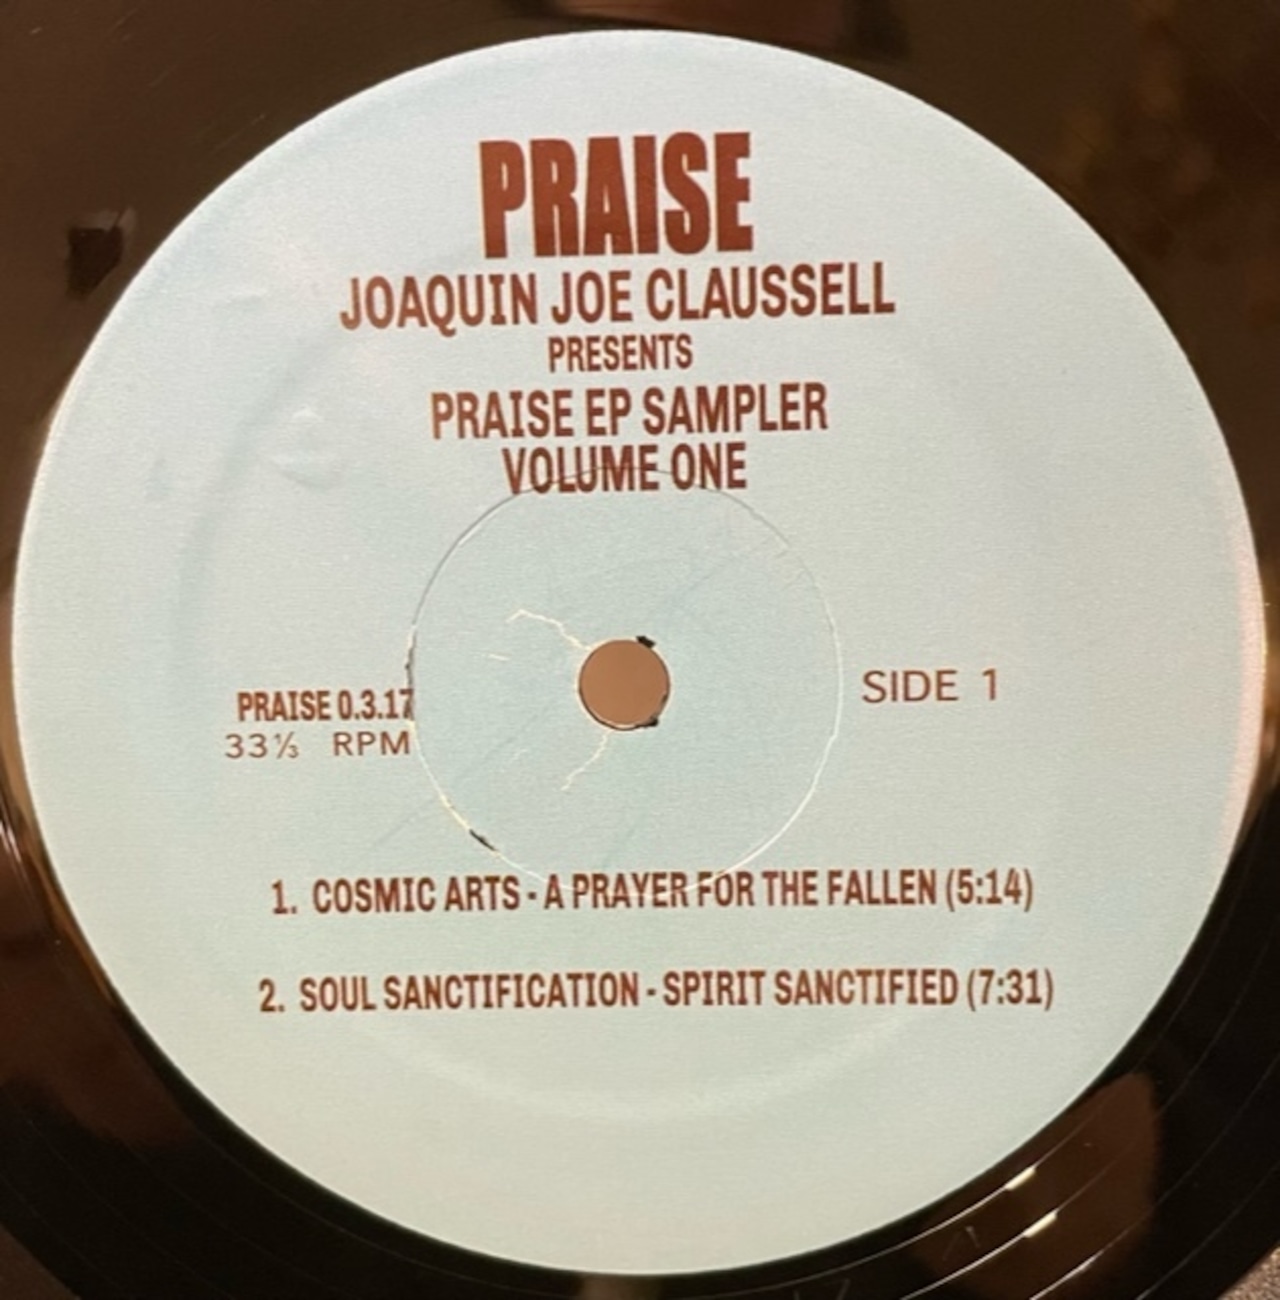 PRAISE
JOAQUIN JOE CLAUSSELL
PRESENTS
PRAISE EP SAMPLER
VOLUME ONE
PRAISE 0.3.17
33⅓ RPM
SIDE 1
1. COSMIC ARTS - A PRAYER FOR THE FALLEN (5:14)
2. SOUL SANCTIFICATION - SPIRIT SANCTIFIED (7:31)